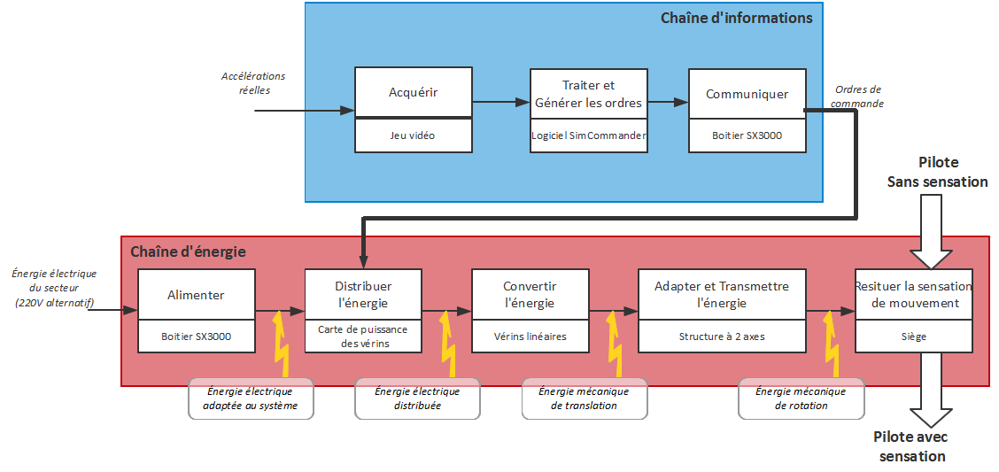 Chaîne d'informations
Accélérations
réelles
Acquérir
Jeu vidéo
Traiter et
Générer les ordres
Logiciel SimCommander
Communiquer
Boitier SX3000
Ordres de
commande
Pilote
Sans sensation
Chaîne d'énergie
Énergie électrique
du secteur
(220V alternatif)
Alimenter
Boitier SX3000
Distribuer
l'énergie
Carte de puissance
des vérins
Convertir
l'énergie
Vérins linéaires
Adapter et Transmettre
l'énergie
Structure à 2 axes
Resituer la sensation
de mouvement
Siège
Énergie électrique
adaptée au système
Énergie électrique
distribuée
Énergie mécanique
de translation
Énergie mécanique
de rotation
Pilote avec
sensation